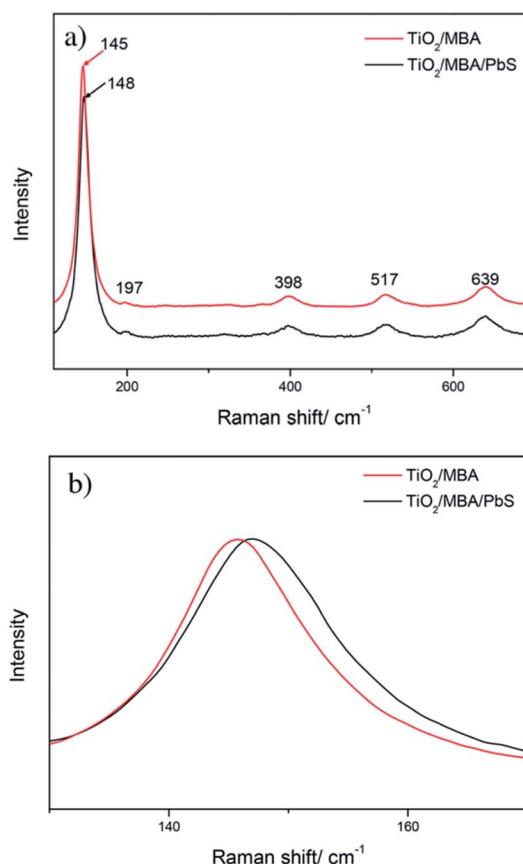 a)
145
148
TiO₂/MBA
TiO₂/MBA/PbS
197
398
517
639
Intensity
200
400
600
Raman shift/ cm⁻¹
b)
TiO₂/MBA
TiO₂/MBA/PbS
Intensity
140
160
Raman shift/ cm⁻¹